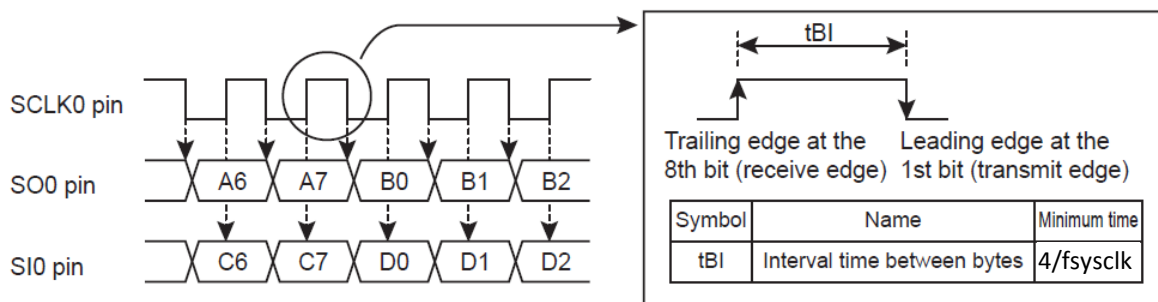 tBI
SCLK0 pin
Trailing edge at the
8th bit (receive edge)
Leading edge at the
1st bit (transmit edge)
SO0 pin
A6 A7 B0 B1 B2
SI0 pin
C6 C7 D0 D1 D2
Symbol Name Minimum time
tBI Interval time between bytes 4/fsysclk